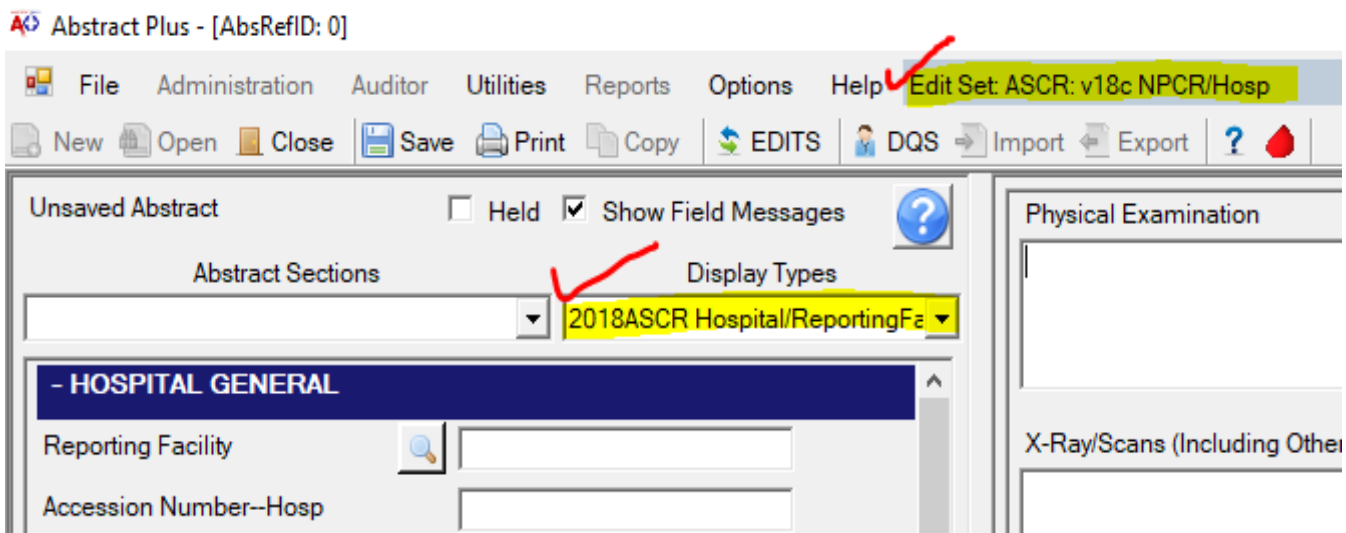 Abstract Plus - [AbsRefID: 0]
File Administration Auditor Utilities Reports Options Help Edit Set: ASCR: v18c NPCR/Hosp
New Open Close Save Print Copy EDITS DQS Import Export ?
Unsaved Abstract Held Show Field Messages ?
Abstract Sections Display Types
2018ASCR Hospital/ReportingFa
- HOSPITAL GENERAL
Reporting Facility
Accession Number--Hosp
Physical Examination
X-Ray/Scans (Including Other